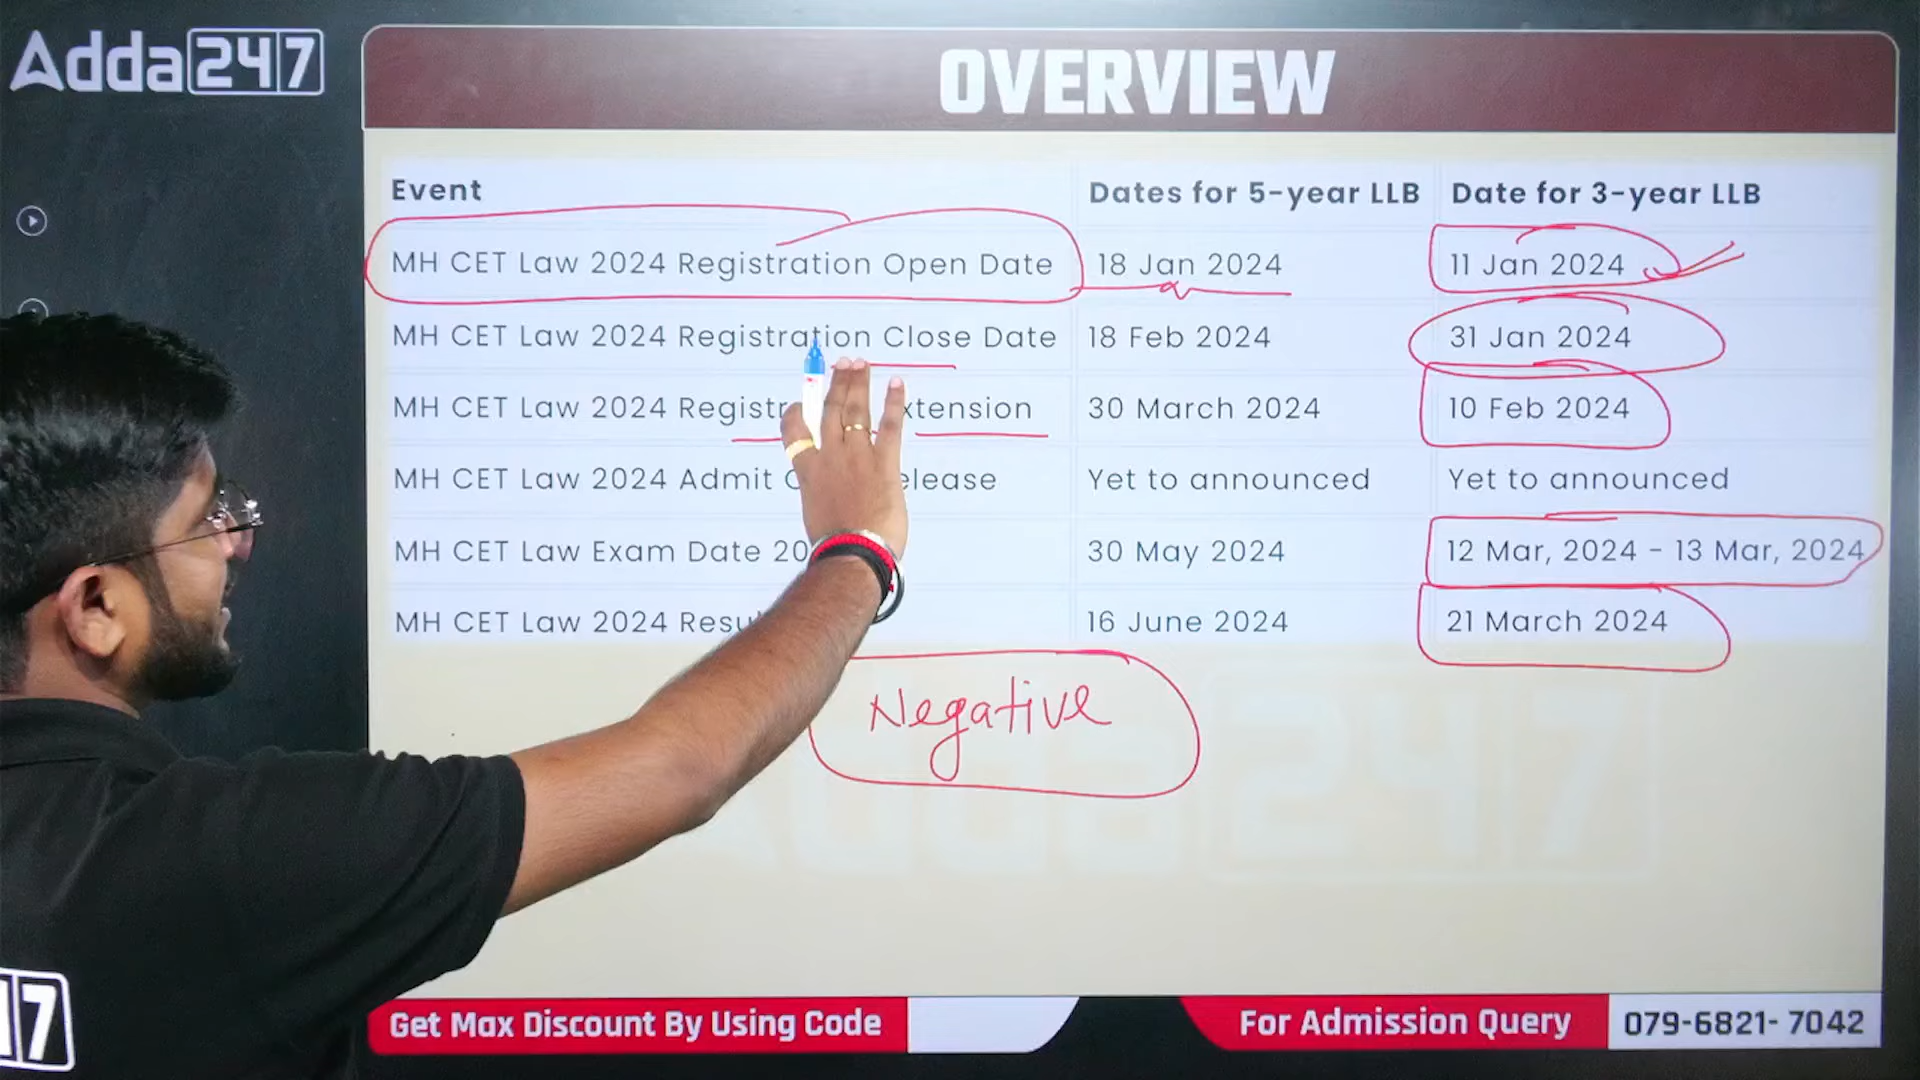 Adda247
OVERVIEW
Event Dates for 5-year LLB Date for 3-year LLB
MH CET Law 2024 Registration Open Date 18 Jan 2024 11 Jan 2024
MH CET Law 2024 Registration Close Date 18 Feb 2024 31 Jan 2024
MH CET Law 2024 30 March 2024 10 Feb 2024
MH CET Law 2024 Admit Yet to announced Yet to announced
MH CET Law Exam Date 30 May 2024 12 Mar, 2024 - 13 Mar, 2024
MH CET Law 2024 16 June 2024 21 March 2024
Negative
Get Max Discount By Using Code
For Admission Query 079-6821- 7042